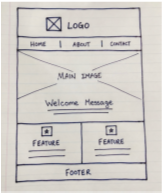 LOGO
HOME | ABOUT | CONTACT
MAIN IMAGE
Welcome Message
FEATURE
FEATURE
FOOTER